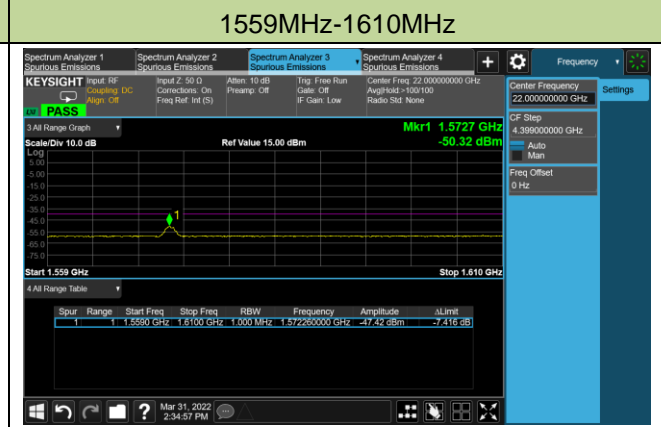 1559MHz-1610MHz
Spectrum Analyzer 1
Spurious Emissions
Spectrum Analyzer 2
Spurious Emissions
Spectrum Analyzer 3
Spurious Emissions
Spectrum Analyzer 4
Spurious Emissions
+
Frequency
KEYSIGHT
Input: RF
Coupling: DC
Align: Off
Input Z: 50 Ω
Corrections: On
Freq Ref: Int (S)
Atten: 10 dB
Preamp: Off
Trig: Free Run
Gate: Off
IF Gain: Low
Center Freq: 22.000000000 GHz
Avg|Hold:>100/100
Radio Std: None
LV PASS
Center Frequency
22.000000000 GHz
Settings
CF Step
4.399000000 GHz
Auto
Man
Freq Offset
0 Hz
3 All Range Graph
Mkr1 1.5727 GHz
Scale/Div 10.0 dB
Ref Value 15.00 dBm
-50.32 dBm
Log
5.00
-5.00
-15.0
-25.0
-35.0
-45.0
-55.0
-65.0
-75.0
1
Start 1.559 GHz
Stop 1.610 GHz
4 All Range Table
Spur Range Start Freq Stop Freq RBW Frequency Amplitude ΔLimit
1 1 1.5590 GHz 1.6100 GHz 1.000 MHz 1.572260000 GHz -47.42 dBm -7.416 dB
?
Mar 31, 2022
2:34:57 PM